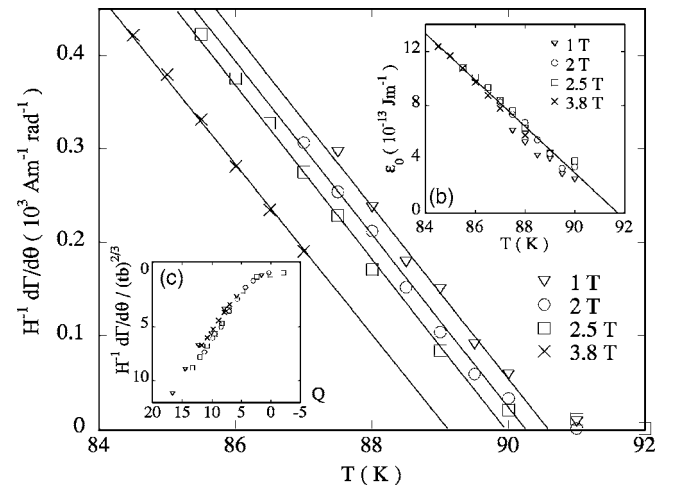 H⁻¹ dΓ/dθ ( 10³ Am⁻¹ rad⁻¹ )
0.4
0.3
0.2
0.1
0
84 86 88 90 92
T ( K )
1 T
2 T
2.5 T
3.8 T
ε₀ ( 10⁻¹³ Jm⁻¹ )
12
8
4
0
(b)
1 T
2 T
2.5 T
3.8 T
84 86 88 90 92
T ( K )
H⁻¹ dΓ/dθ / (tb)²ᐟ³
(c)
0
5
10
20 15 10 5 0 -5
Q